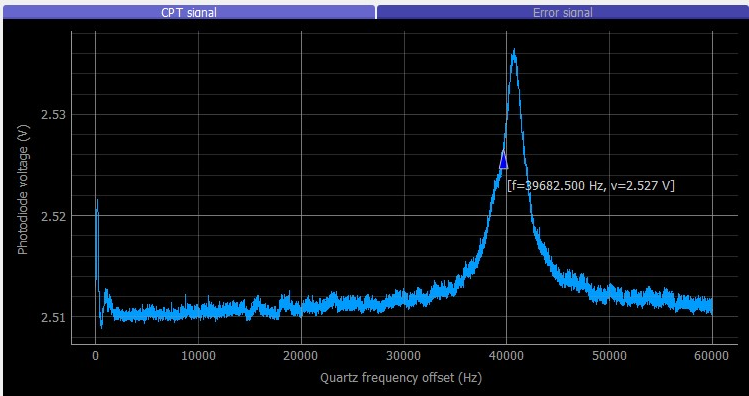 CPT signal
Error signal
Photodiode voltage (V)
2.53
2.52
2.51
[f=39682.500 Hz, v=2.527 V]
0
10000
20000
30000
40000
50000
60000
Quartz frequency offset (Hz)